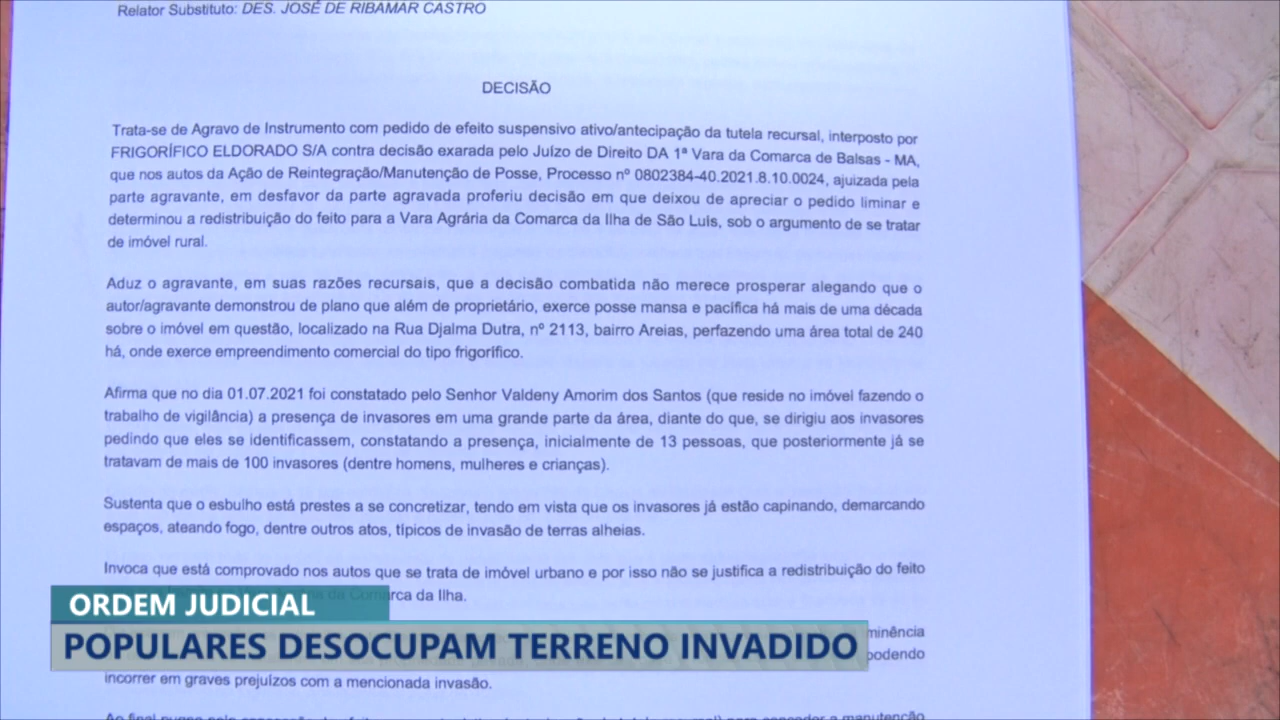 Relator Substituto: DES. JOSÉ DE RIBAMAR CASTRO
DECISÃO
Trata-se de Agravo de Instrumento com pedido de efeito suspensivo ativo/antecipação da tutela recursal, interposto por
FRIGORÍFICO ELDORADO S/A contra decisão exarada pelo Juízo de Direito DA 1ª Vara da Comarca de Balsas - MA,
que nos autos da Ação de Reintegração/Manutenção de Posse, Processo nº 0802384-40.2021.8.10.0024, ajuizada pela
parte agravante, em desfavor da parte agravada proferiu decisão em que deixou de apreciar o pedido liminar e
determinou a redistribuição do feito para a Vara Agrária da Comarca da Ilha de São Luís, sob o argumento de se tratar
de imóvel rural.
Aduz o agravante, em suas razões recursais, que a decisão combatida não merece prosperar alegando que o
autor/agravante demonstrou de plano que além de proprietário, exerce posse mansa e pacífica há mais de uma década
sobre o imóvel em questão, localizado na Rua Djalma Dutra, nº 2113, bairro Areias, perfazendo uma área total de 240
há, onde exerce empreendimento comercial do tipo frigorífico.
Afirma que no dia 01.07.2021 foi constatado pelo Senhor Valdeny Amorim dos Santos (que reside no imóvel fazendo o
trabalho de vigilância) a presença de invasores em uma grande parte da área, diante do que, se dirigiu aos invasores
pedindo que eles se identificassem, constatando a presença, inicialmente de 13 pessoas, que posteriormente já se
tratavam de mais de 100 invasores (dentre homens, mulheres e crianças).
Sustenta que o esbulho está prestes a se concretizar, tendo em vista que os invasores já estão capinando, demarcando
espaços, ateando fogo, dentre outros atos, típicos de invasão de terras alheias.
Invoca que está comprovado nos autos que se trata de imóvel urbano e por isso não se justifica a redistribuição do feito
da Comarca da Ilha.
ORDEM JUDICIAL
minência
POPULARES DESOCUPAM TERRENO INVADIDO
podendo
incorrer em graves prejuízos com a mencionada invasão.